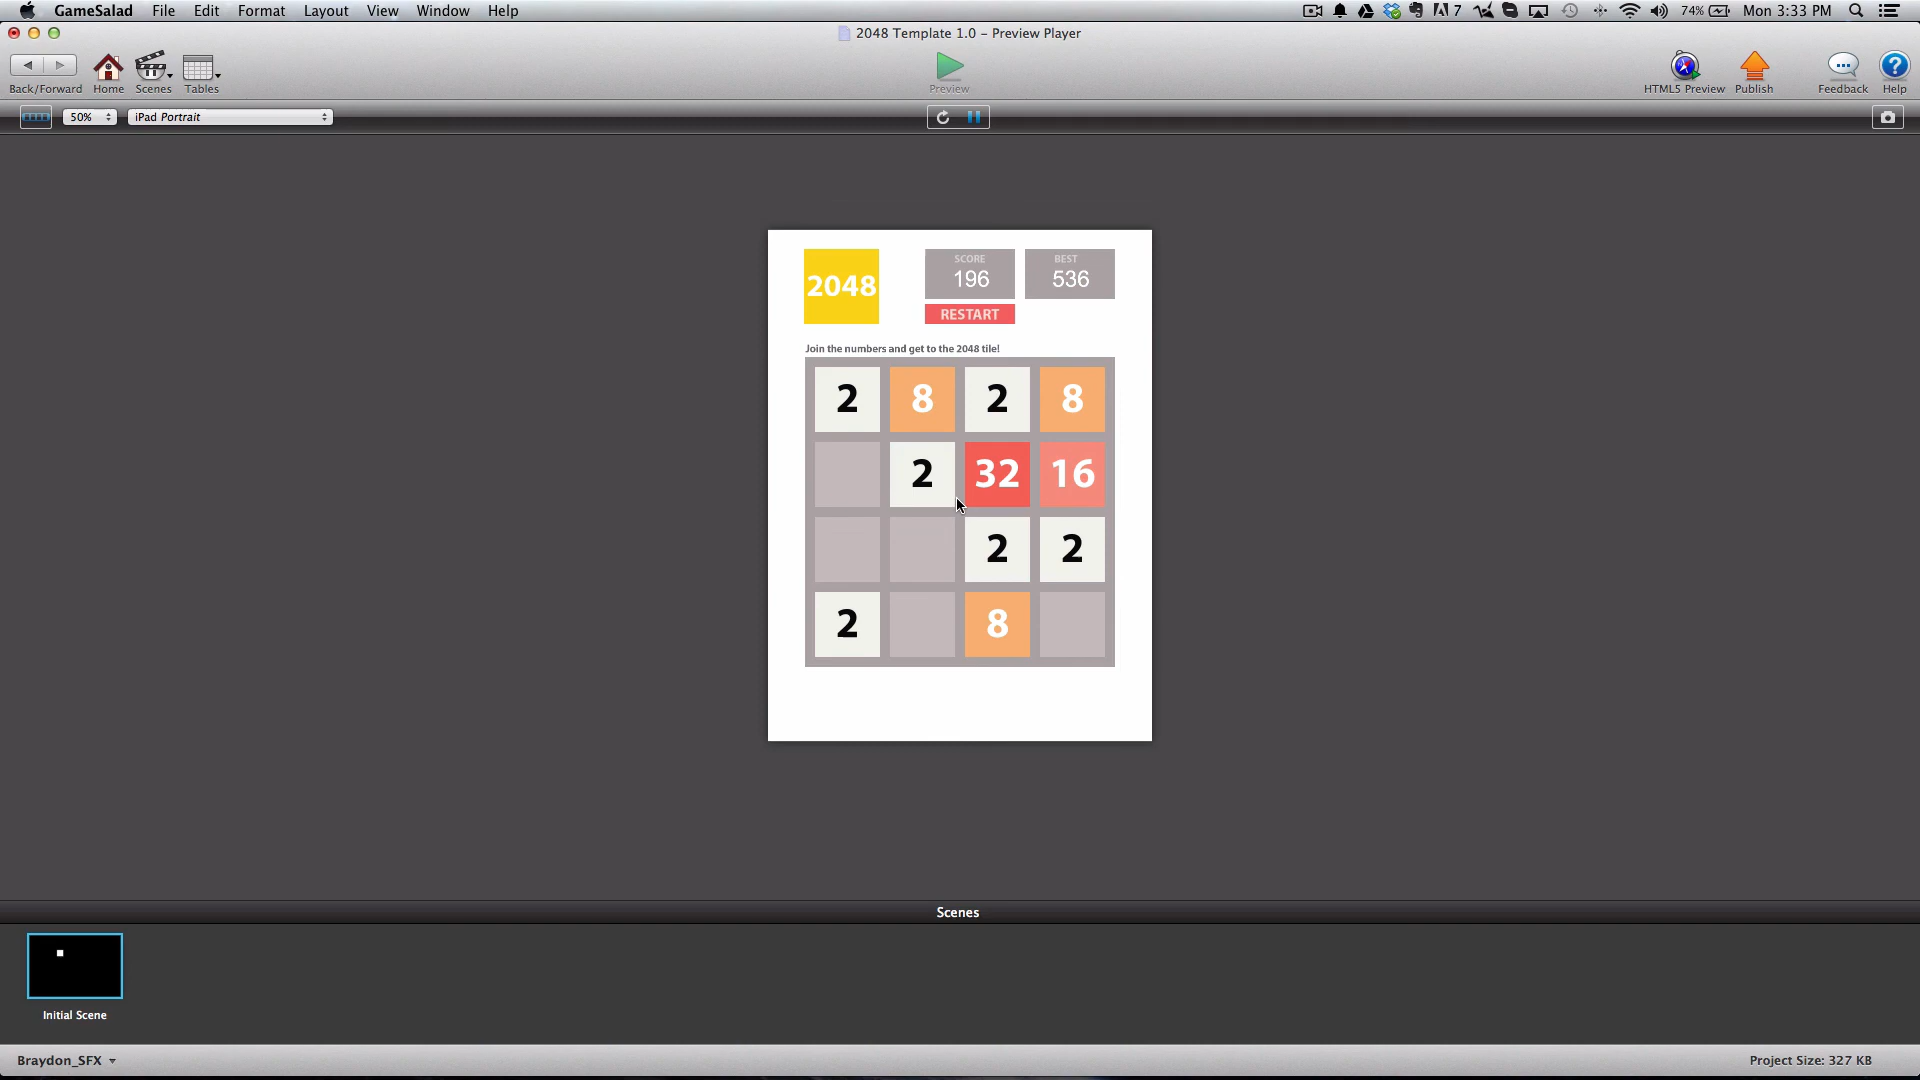 GameSalad File Edit Format Layout View Window Help 7 74% Mon 3:33 PM
2048 Template 1.0 – Preview Player
Back/Forward Home Scenes Tables Preview HTML5 Preview Publish Feedback Help
50% iPad Portrait
2048 SCORE BEST
196 536
RESTART
Join the numbers and get to the 2048 tile!
2 8 2 8
2 32 16
2 2
2 8
Scenes
Initial Scene
Braydon_SFX Project Size: 327 KB